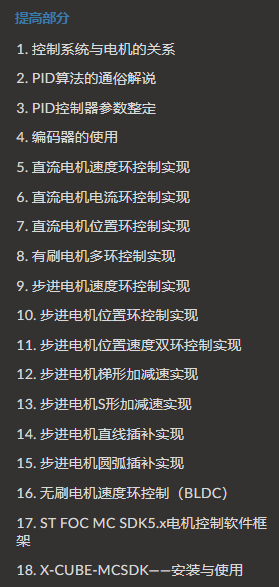 提高部分
1. 控制系统与电机的关系
2. PID算法的通俗解说
3. PID控制器参数整定
4. 编码器的使用
5. 直流电机速度环控制实现
6. 直流电机电流环控制实现
7. 直流电机位置环控制实现
8. 有刷电机多环控制实现
9. 步进电机速度环控制实现
10. 步进电机位置环控制实现
11. 步进电机位置速度双环控制实现
12. 步进电机梯形加减速实现
13. 步进电机S形加减速实现
14. 步进电机直线插补实现
15. 步进电机圆弧插补实现
16. 无刷电机速度环控制（BLDC）
17. ST FOC MC SDK5.x电机控制软件框
架
18. X-CUBE-MCSDK——安装与使用